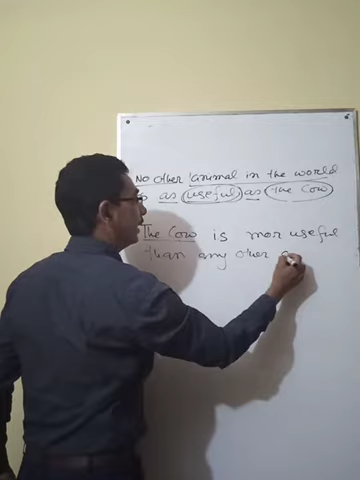 No other animal in the world
is as useful as the Cow
The Cow is mor useful
than any other a